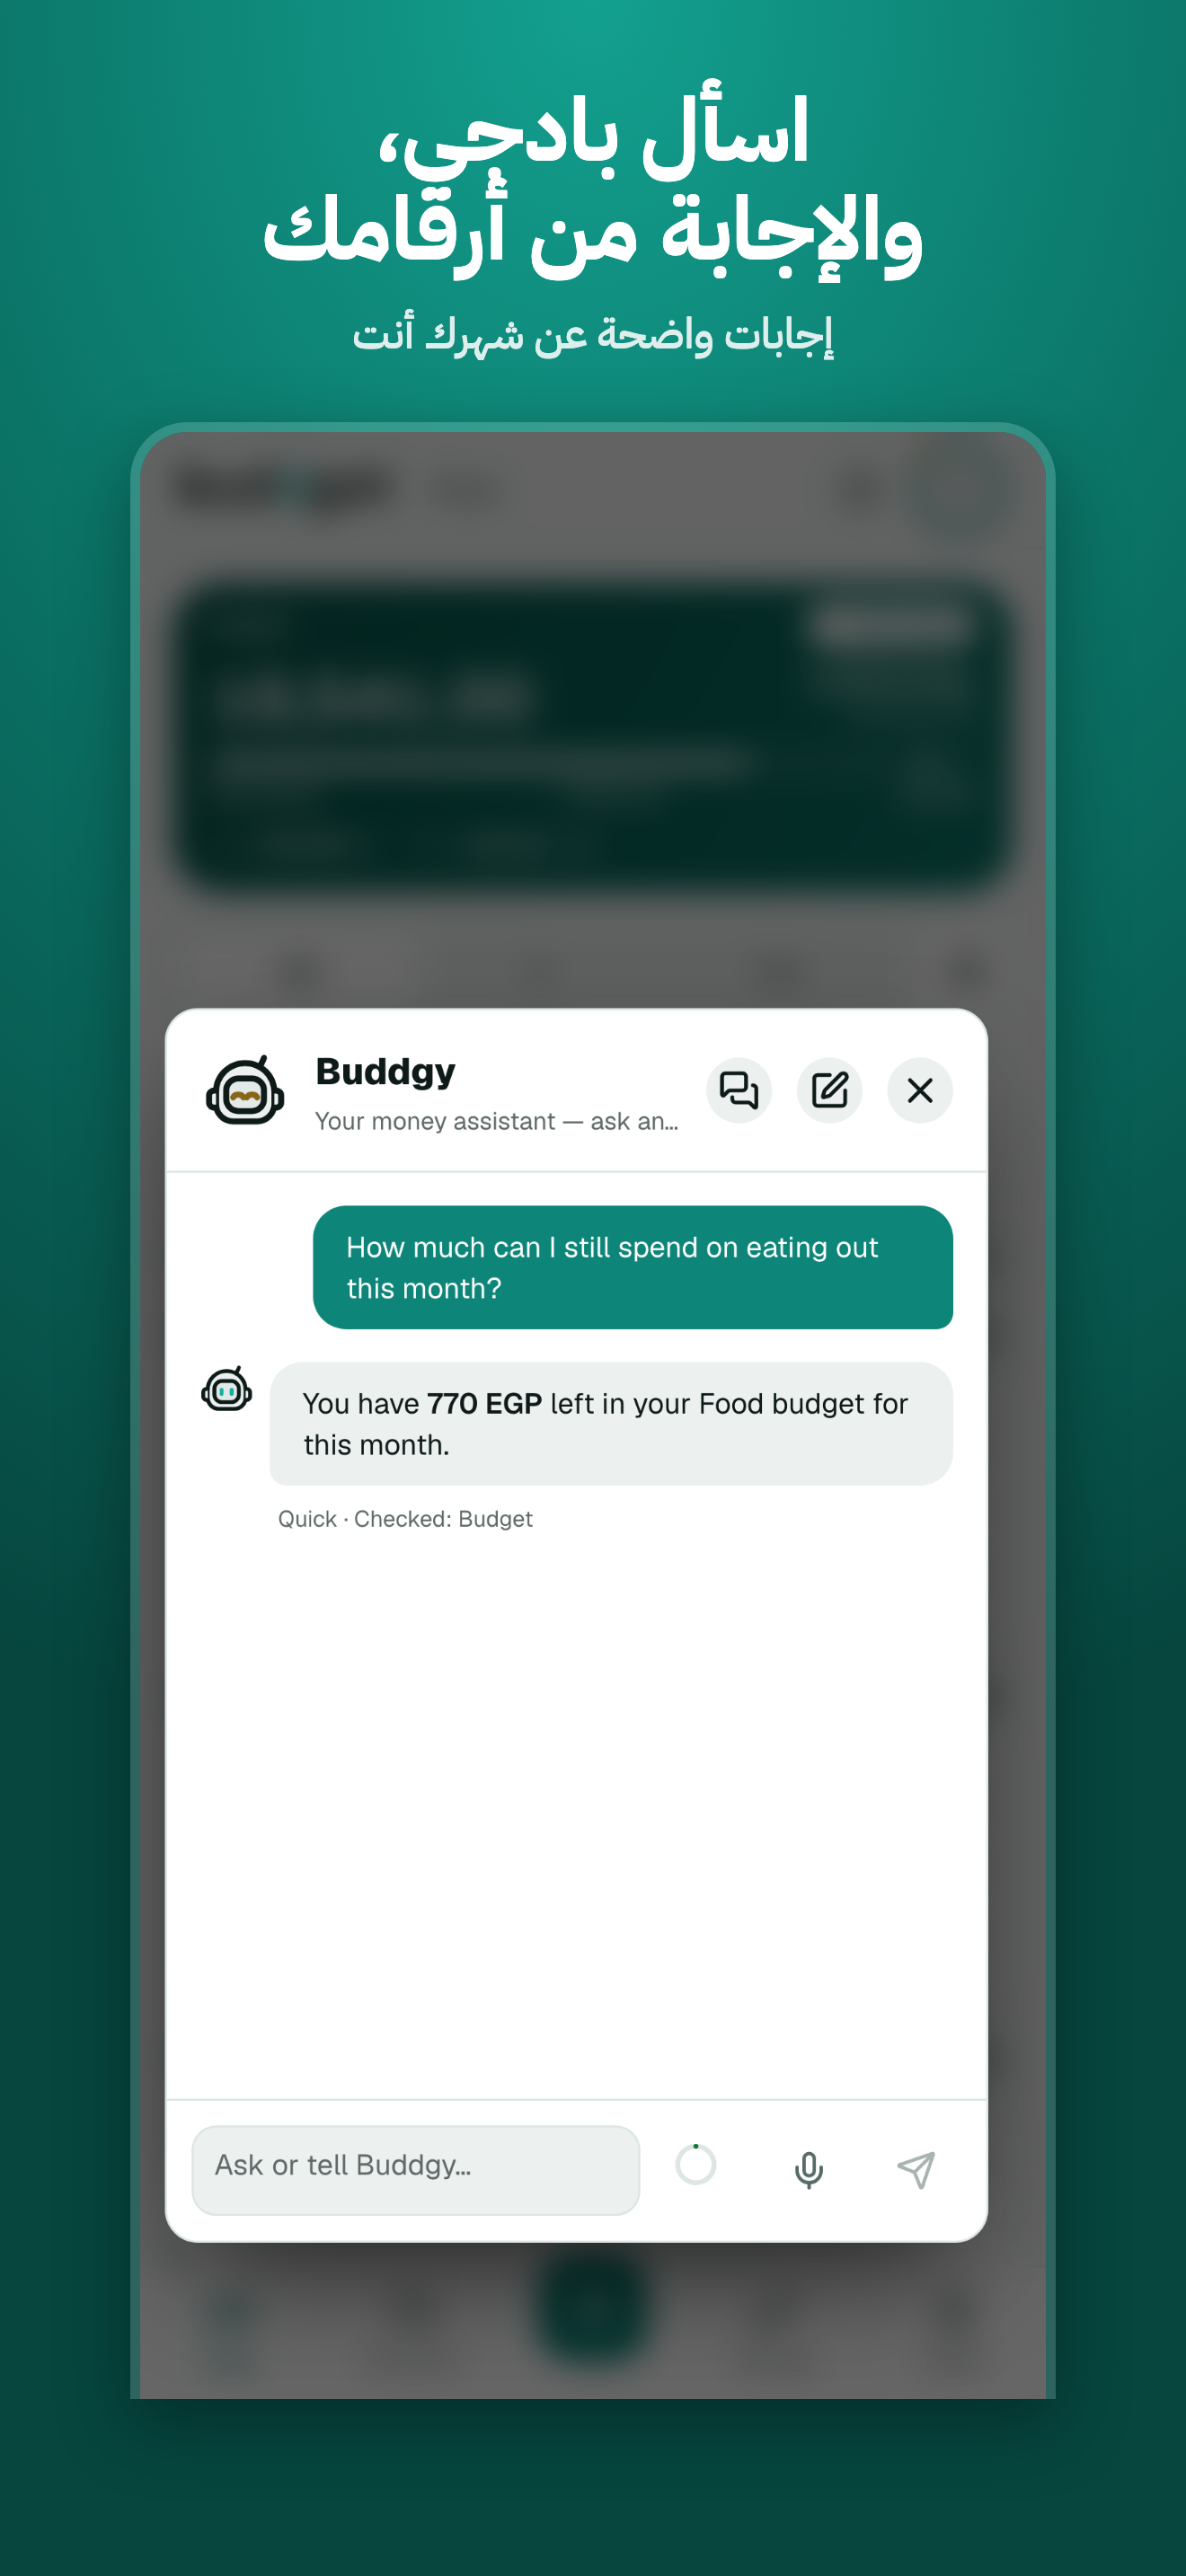 اسأل بادجي،
والإجابة من أرقامك
إجابات واضحة عن شهرك أنت
Buddgy
Your money assistant — ask an...
How much can I still spend on eating out
this month?
You have 770 EGP left in your Food budget for
this month.
Quick · Checked: Budget
Ask or tell Buddgy...